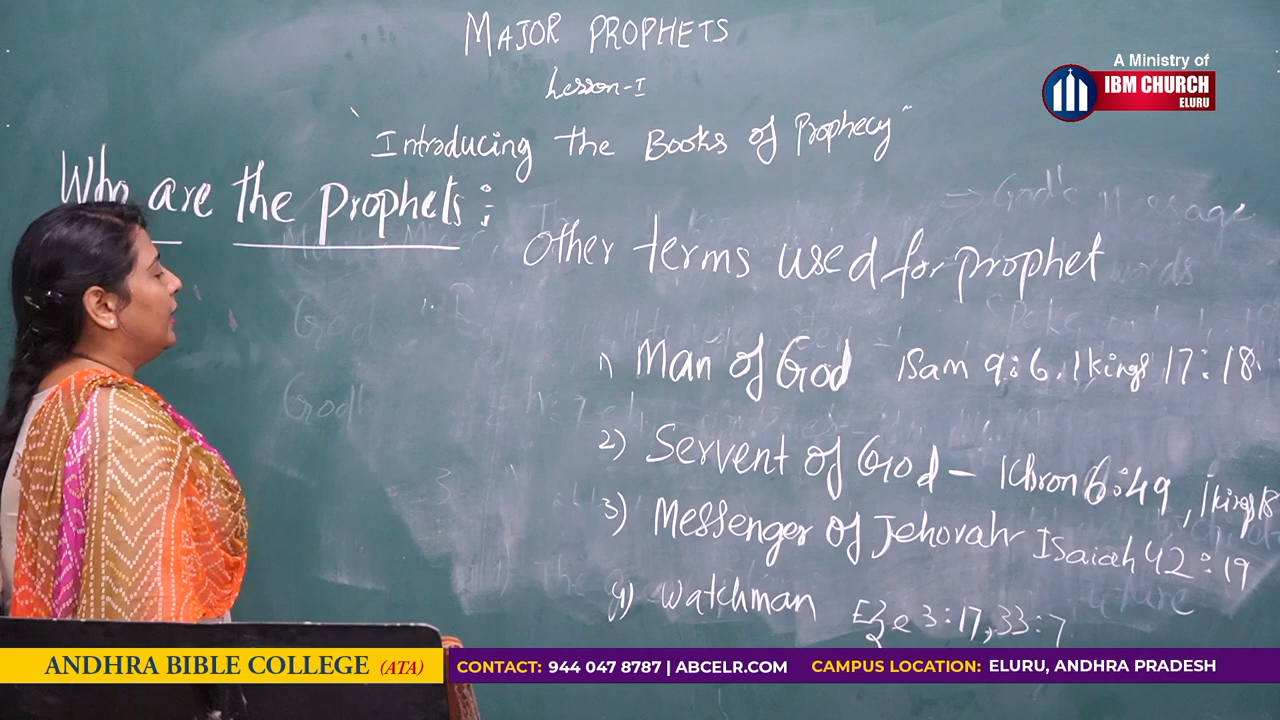 MAJOR PROPHETS
Lesson-I
"Introducing the Books of Prophecy"
A Ministry of
IBM CHURCH
ELURU
Who are the prophets:
Other terms used for prophet
1) Man of God 1Sam 9:6, 1kings 17:18.
2) Servent of God - 1Chron 6:49, 1kings 18
3) Messenger of Jehovah Isaiah 42:19
4) Watchman Eze 3:17, 33:7
ANDHRA BIBLE COLLEGE (ATA)
CONTACT: 944 047 8787 | ABCELR.COM
CAMPUS LOCATION: ELURU, ANDHRA PRADESH